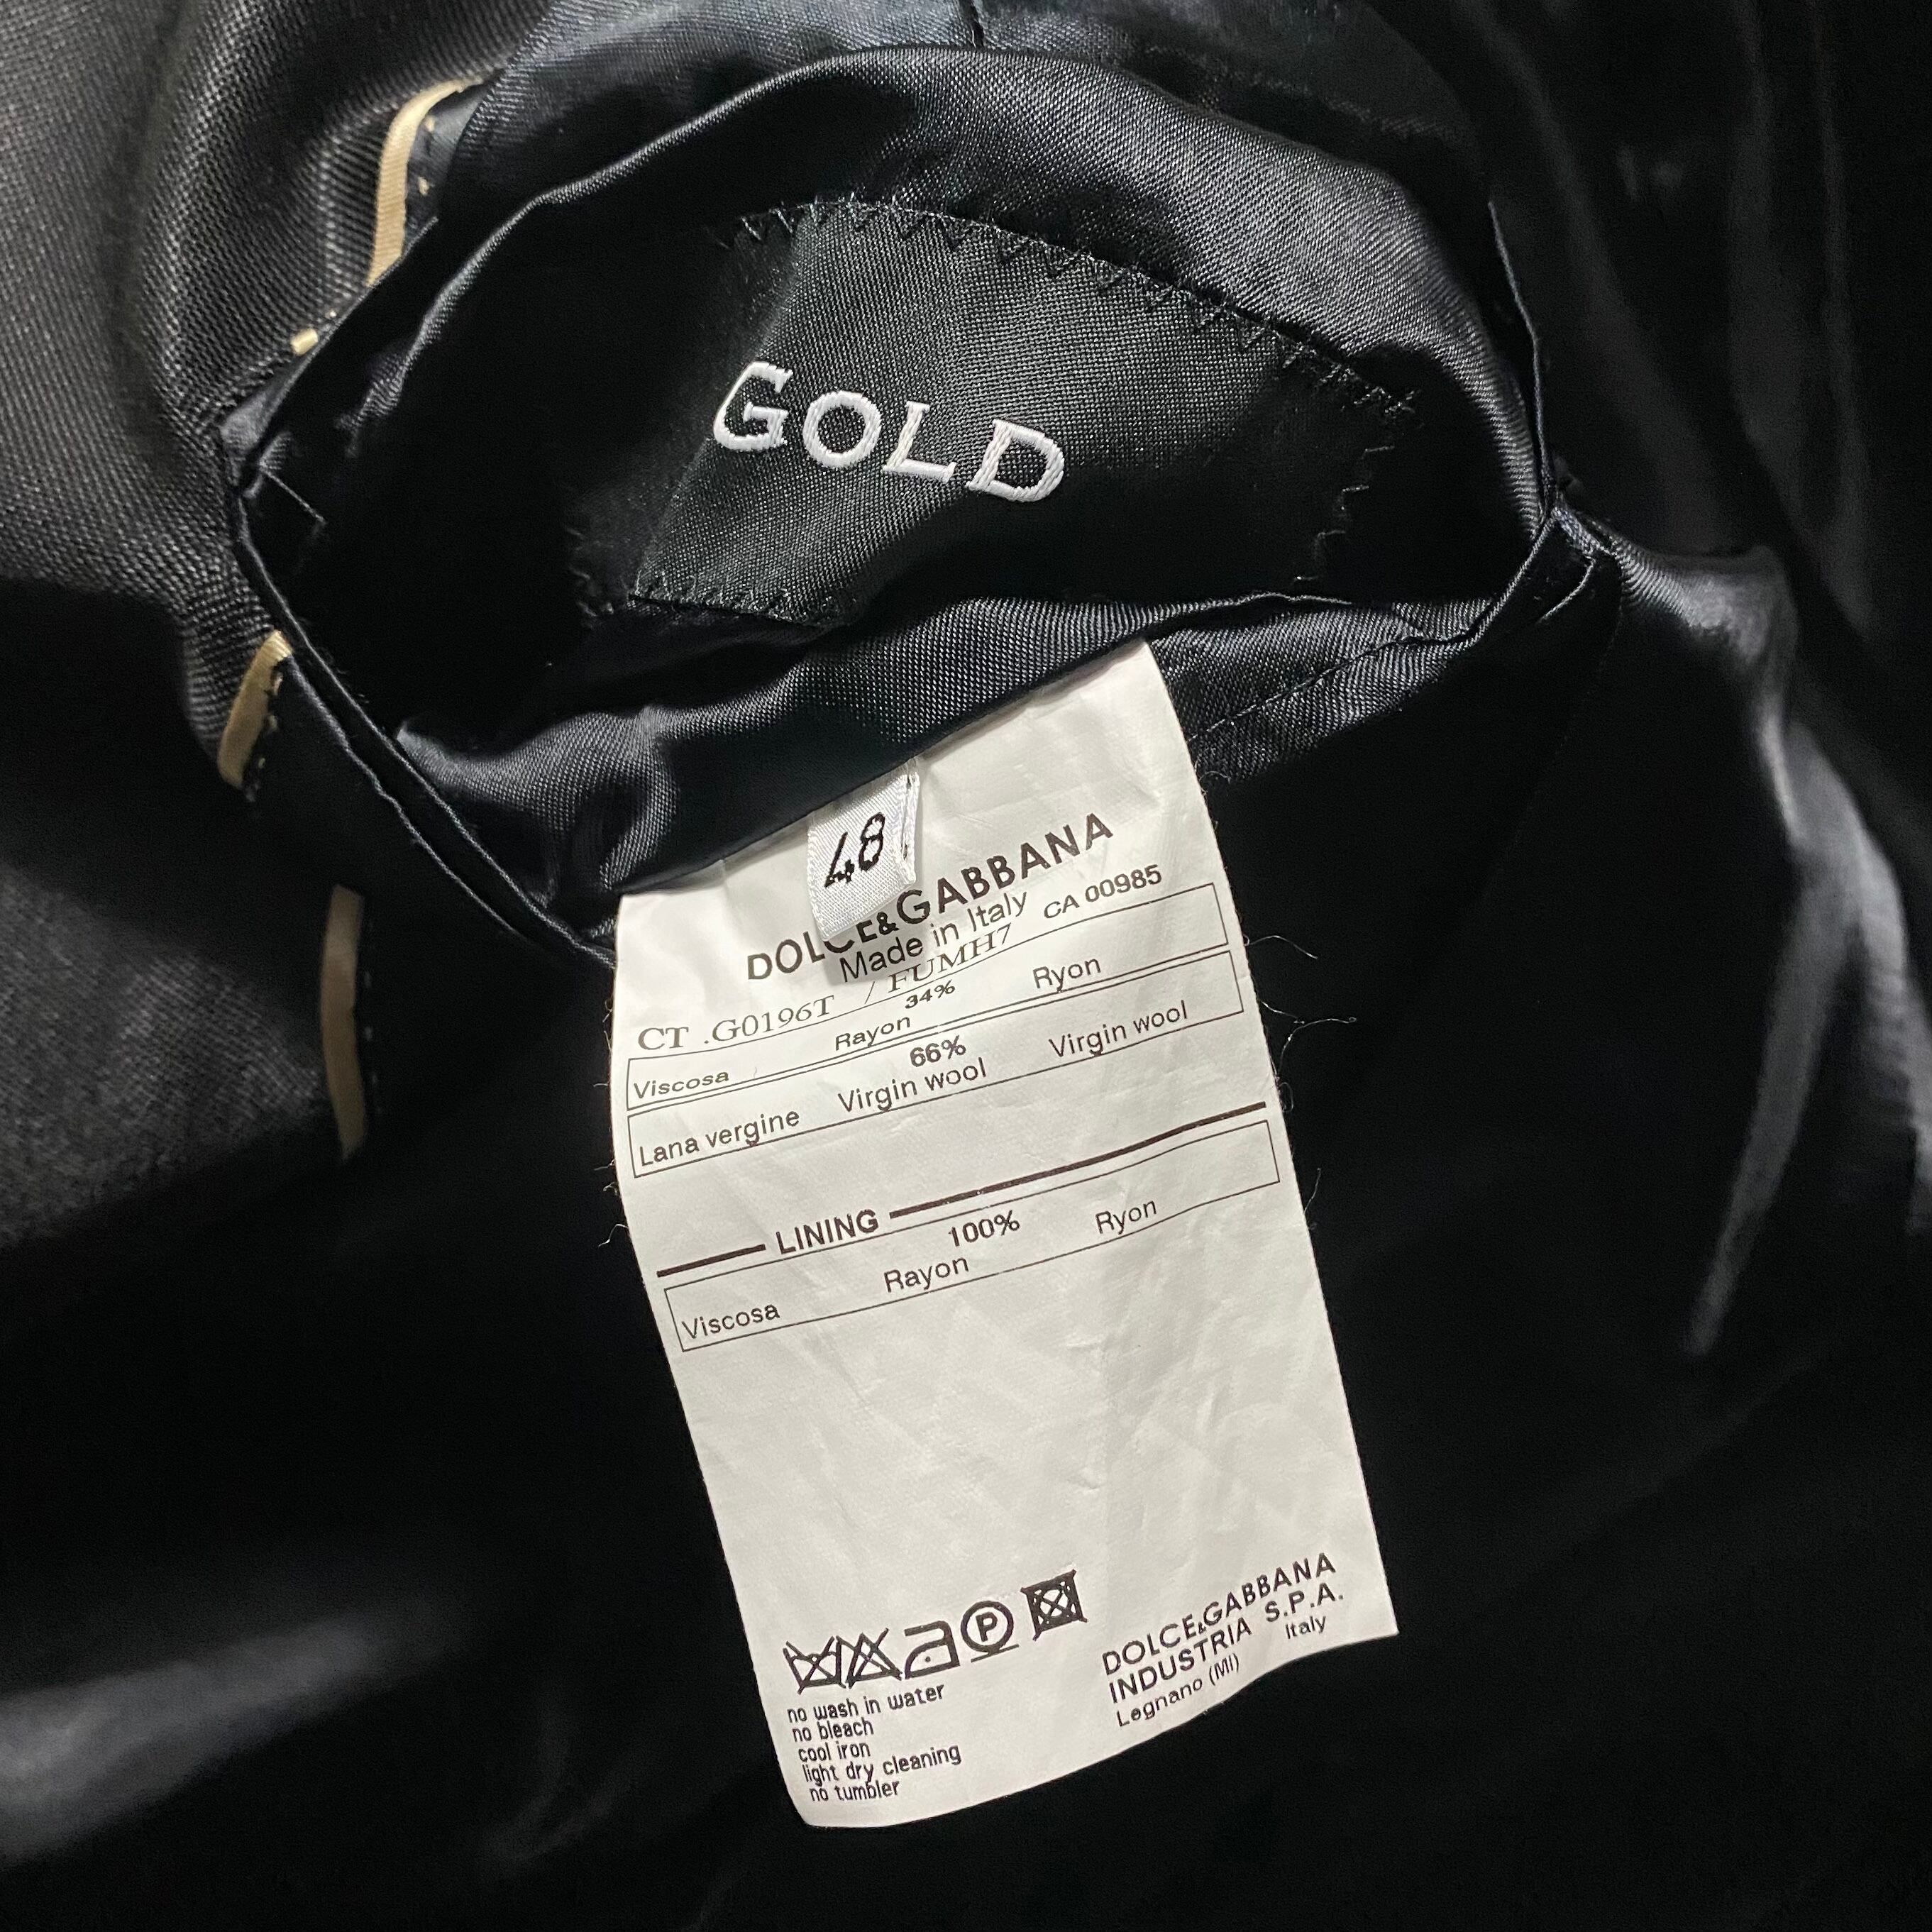 GOLD
48
DOLCE&GABBANA
Made in Italy
CT .G0196T / FUMH7 CA 00985
34%
Viscosa Rayon Ryon
66%
Lana vergine Virgin wool Virgin wool
LINING
100%
Viscosa Rayon Ryon
P
no wash in water
no bleach
cool iron
light dry cleaning
no tumbler
DOLCE&GABBANA
INDUSTRIA S.P.A.
Legnano (MI) Italy